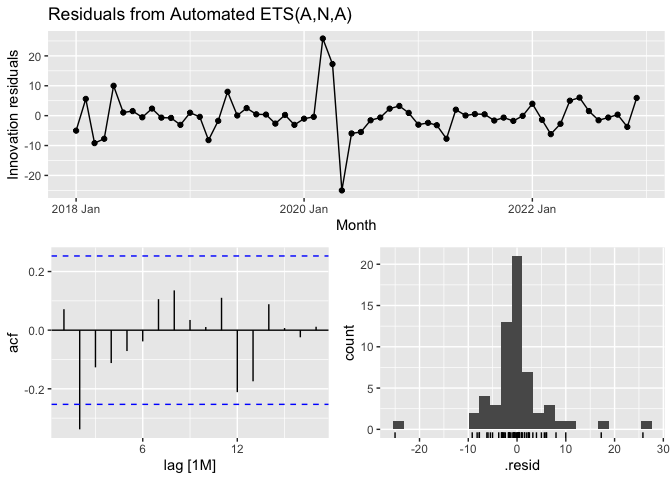 Residuals from Automated ETS(A,N,A)
Innovation residuals
20
10
0
-10
-20
2018 Jan
2020 Jan
2022 Jan
Month
acf
0.2
0.0
-0.2
6
12
lag [1M]
count
20
15
10
5
0
-20
-10
0
10
20
30
.resid